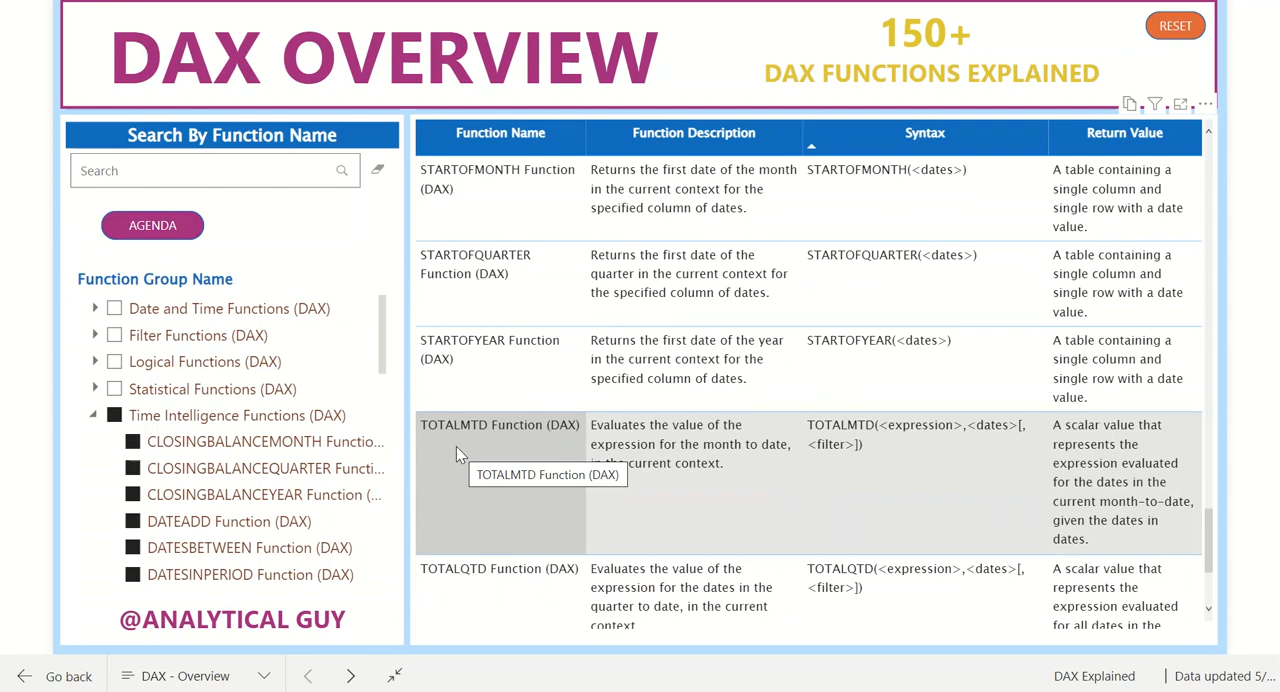 DAX OVERVIEW
150+
DAX FUNCTIONS EXPLAINED
RESET
Search By Function Name
Search
AGENDA
Function Group Name
Date and Time Functions (DAX)
Filter Functions (DAX)
Logical Functions (DAX)
Statistical Functions (DAX)
Time Intelligence Functions (DAX)
CLOSINGBALANCEMONTH Functio...
CLOSINGBALANCEQUARTER Functi...
CLOSINGBALANCEYEAR Function (...
DATEADD Function (DAX)
DATESBETWEEN Function (DAX)
DATESINPERIOD Function (DAX)
@ANALYTICAL GUY
Function Name
Function Description
Syntax
Return Value
STARTOFMONTH Function
(DAX)
Returns the first date of the month
in the current context for the
specified column of dates.
STARTOFMONTH(<dates>)
A table containing a
single column and
single row with a date
value.
STARTOFQUARTER
Function (DAX)
Returns the first date of the
quarter in the current context for
the specified column of dates.
STARTOFQUARTER(<dates>)
A table containing a
single column and
single row with a date
value.
STARTOFYEAR Function
(DAX)
Returns the first date of the year
in the current context for the
specified column of dates.
STARTOFYEAR(<dates>)
A table containing a
single column and
single row with a date
value.
TOTALMTD Function (DAX)
Evaluates the value of the
expression for the month to date,
in the current context.
TOTALMTD(<expression>,<dates>[,
<filter>])
A scalar value that
represents the
expression evaluated
for the dates in the
current month-to-date,
given the dates in
dates.
TOTALMTD Function (DAX)
TOTALQTD Function (DAX)
Evaluates the value of the
expression for the dates in the
quarter to date, in the current
context
TOTALQTD(<expression>,<dates>[,
<filter>])
A scalar value that
represents the
expression evaluated
for all dates in the
Go back
DAX - Overview
DAX Explained
Data updated 5/...